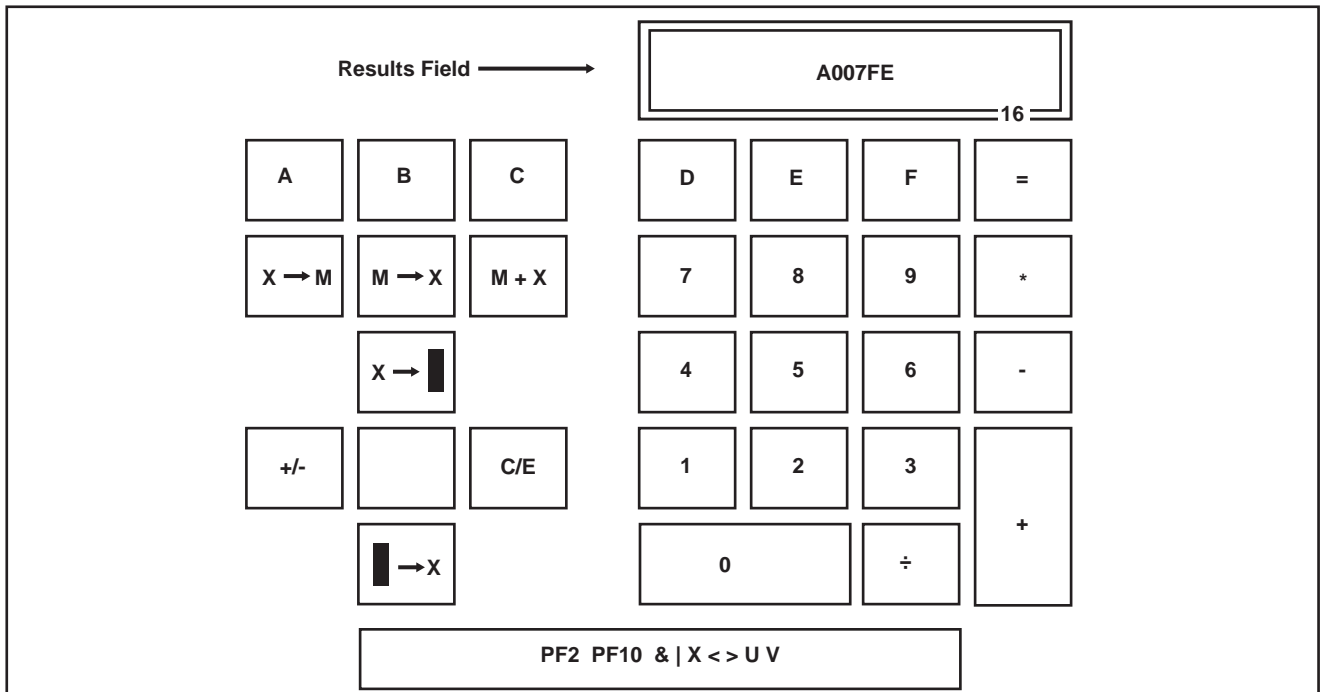 Results Field
A007FE
16
A B C D E F =
X → M M → X M + X 7 8 9 *
X → 4 5 6 -
+/- C/E 1 2 3
+
→ X 0 ÷
PF2 PF10 & | X < > U V